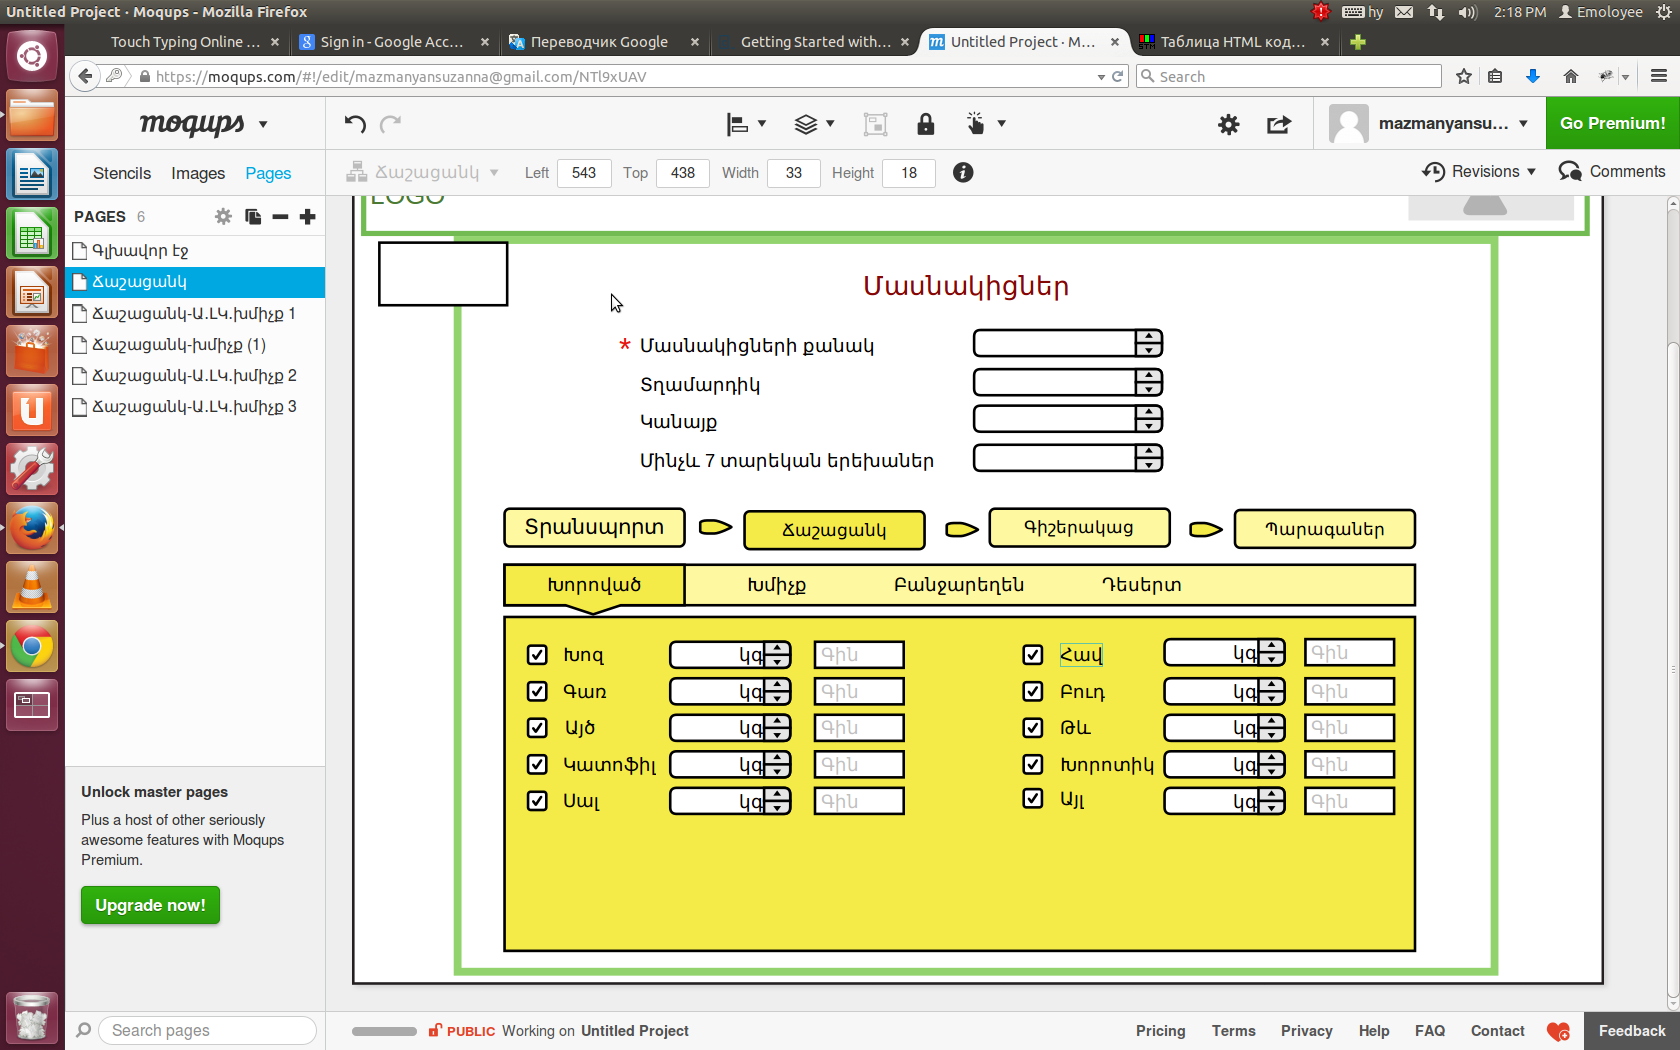 Untitled Project · Moqups - Mozilla Firefox
hy 2:18 PM Emoloyee
Touch Typing Online ...
Sign in - Google Acc...
Переводчик Google
Getting Started with...
Untitled Project · M...
Таблица HTML код...
https://moqups.com/#!/edit/mazmanyansuzanna@gmail.com/NTl9xUAV
Search
moqups
mazmanyansu...
Go Premium!
Stencils Images Pages
Ճաշացանկ
Left 543 Top 438 Width 33 Height 18
Revisions
Comments
PAGES 6
Գլխավոր էջ
Ճաշացանկ
Ճաշացանկ-Ա.ԼԿ.խմիչք 1
Ճաշացանկ-խմիչք (1)
Ճաշացանկ-Ա.ԼԿ.խմիչք 2
Ճաշացանկ-Ա.ԼԿ.խմիչք 3
Unlock master pages
Plus a host of other seriously
awesome features with Moqups
Premium.
Upgrade now!
Search pages
LOGO
Մասնակիցներ
* Մասնակիցների քանակ
Տղամարդիկ
Կանայք
Մինչև 7 տարեկան երեխաներ
Տրանսպորտ
Ճաշացանկ
Գիշերակաց
Պարագաներ
Խորոված
Խմիչք
Բանջարեղեն
Դեսերտ
Խոզ կգ Գին
Հավ կգ Գին
Գառ կգ Գին
Բուդ կգ Գին
Այծ կգ Գին
Թև կգ Գին
Կատոֆիլ կգ Գին
Խորոտիկ կգ Գին
Սալ կգ Գին
Այլ կգ Գին
PUBLIC Working on Untitled Project
Pricing Terms Privacy Help FAQ Contact
Feedback